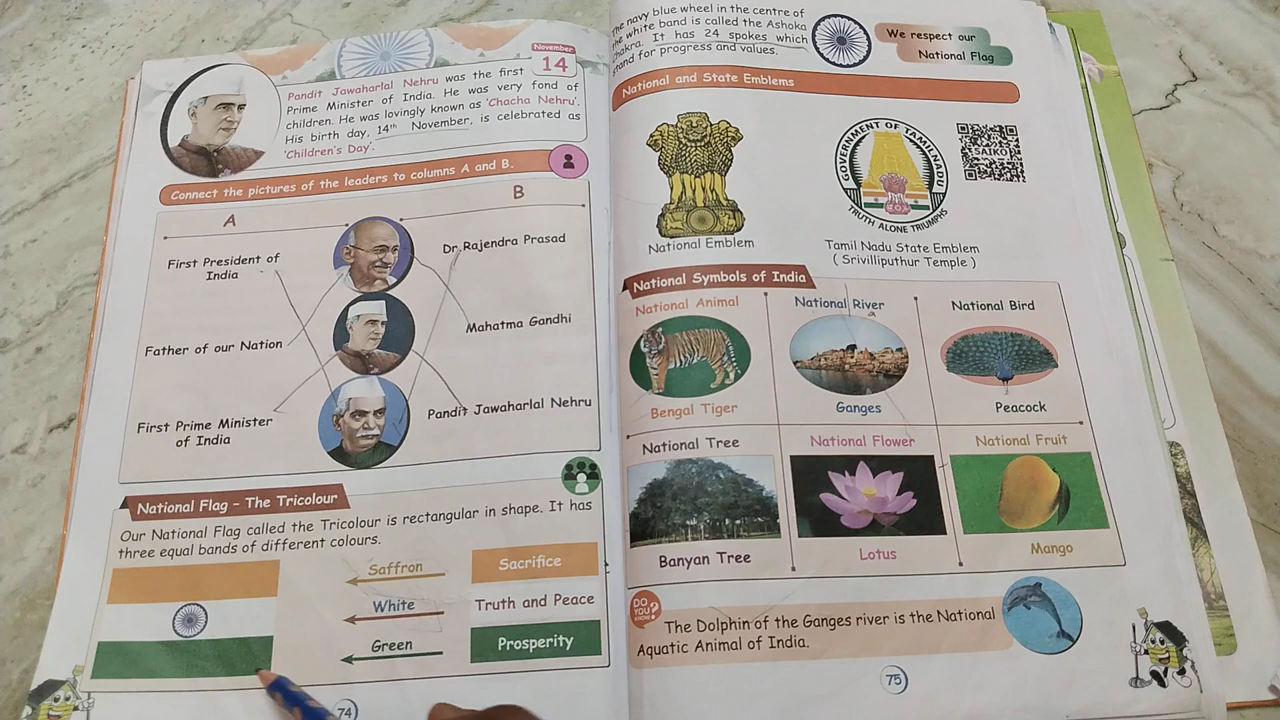 November
14
Pandit Jawaharlal Nehru was the first
Prime Minister of India. He was very fond of
children. He was lovingly known as 'Chacha Nehru'.
His birth day, 14th November, is celebrated as
'Children's Day'.
Connect the pictures of the leaders to columns A and B.
A
B
First President of
India
Dr.Rajendra Prasad
Father of our Nation
Mahatma Gandhi
First Prime Minister
of India
Pandit Jawaharlal Nehru
National Flag – The Tricolour
Our National Flag called the Tricolour is rectangular in shape. It has
three equal bands of different colours.
Saffron
Sacrifice
White
Truth and Peace
Green
Prosperity
74
The navy blue wheel in the centre of
the white band is called the Ashoka
Chakra. It has 24 spokes which
stand for progress and values.
We respect our
National Flag
National and State Emblems
GOVERNMENT OF TAMILNADU
TRUTH ALONE TRIUMPHS
SAIKO
National Emblem
Tamil Nadu State Emblem
( Srivilliputhur Temple )
National Symbols of India
National Animal
National River
National Bird
Bengal Tiger
Ganges
Peacock
National Tree
National Flower
National Fruit
Banyan Tree
Lotus
Mango
DO YOU KNOW?
The Dolphin of the Ganges river is the National
Aquatic Animal of India.
75